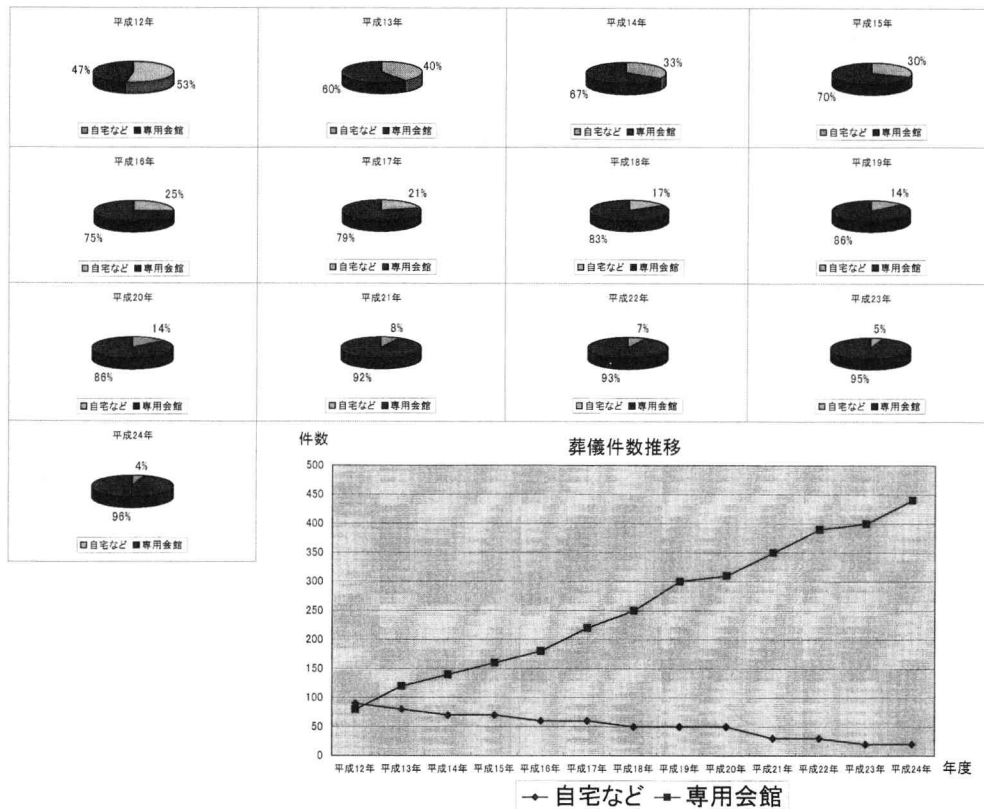 平成12年
47%
53%
自宅など 専用会館
平成13年
40%
60%
自宅など 専用会館
平成14年
33%
67%
自宅など 専用会館
平成15年
30%
70%
自宅など 専用会館
平成16年
25%
75%
自宅など 専用会館
平成17年
21%
79%
自宅など 専用会館
平成18年
17%
83%
自宅など 専用会館
平成19年
14%
86%
自宅など 専用会館
平成20年
14%
86%
自宅など 専用会館
平成21年
8%
92%
自宅など 専用会館
平成22年
7%
93%
自宅など 専用会館
平成23年
5%
95%
自宅など 専用会館
平成24年
4%
96%
自宅など 専用会館
件数
葬儀件数推移
500
450
400
350
300
250
200
150
100
50
0
平成12年 平成13年 平成14年 平成15年 平成16年 平成17年 平成18年 平成19年 平成20年 平成21年 平成22年 平成23年 平成24年 年度
自宅など 専用会館